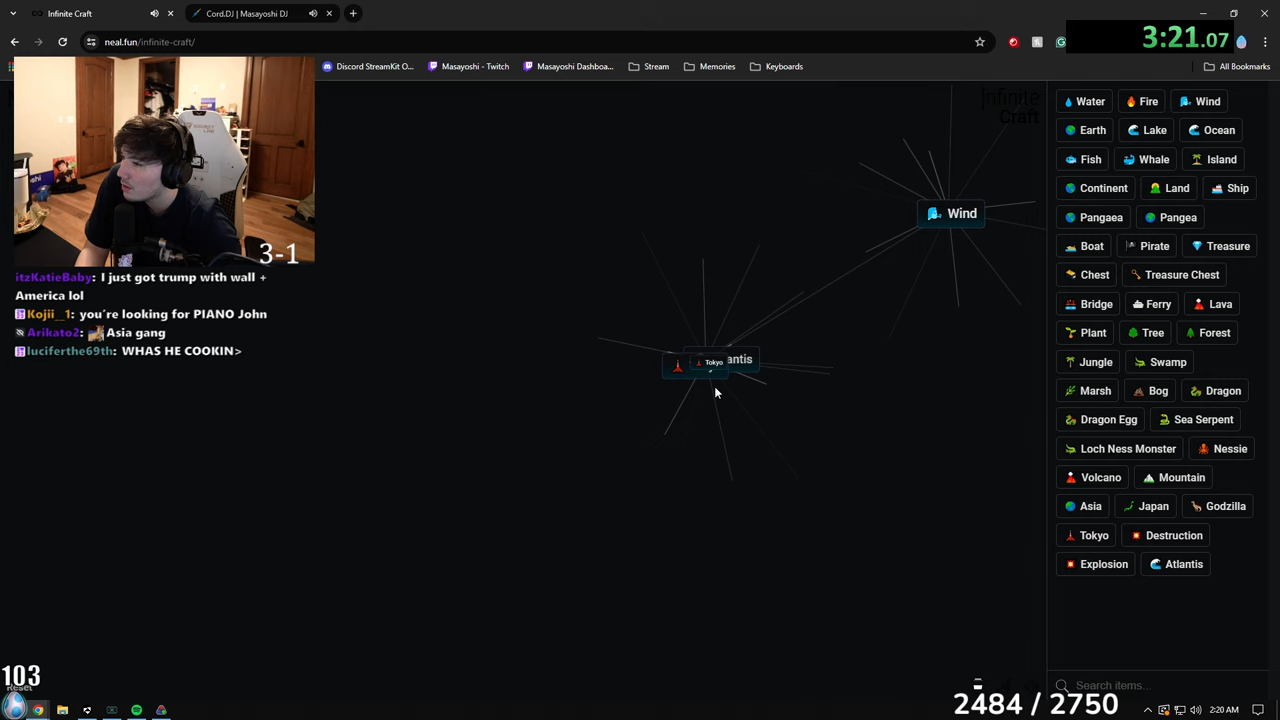 Infinite Craft
Cord.DJ | Masayoshi DJ
3:21.07
neal.fun/infinite-craft/
Discord StreamKit O...
Masayoshi - Twitch
Masayoshi Dashboa...
Stream
Memories
Keyboards
All Bookmarks
3-1
itzKatieBaby: I just got trump with wall +
America lol
Kojii__1: you're looking for PIANO John
Arikato2: Asia gang
luciferthe69th: WHAS HE COOKIN>
Infinite
Craft
Wind
antis
Tokyo
Water
Fire
Wind
Earth
Lake
Ocean
Fish
Whale
Island
Continent
Land
Ship
Pangaea
Pangea
Boat
Pirate
Treasure
Chest
Treasure Chest
Bridge
Ferry
Lava
Plant
Tree
Forest
Jungle
Swamp
Marsh
Bog
Dragon
Dragon Egg
Sea Serpent
Loch Ness Monster
Nessie
Volcano
Mountain
Asia
Japan
Godzilla
Tokyo
Destruction
Explosion
Atlantis
Search items...
103
Reset
2484 / 2750
2:20 AM